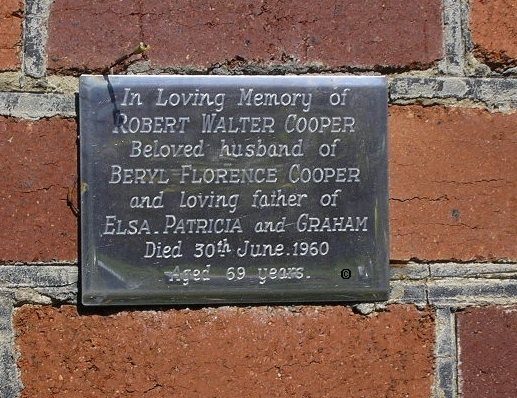 In Loving Memory of
ROBERT WALTER COOPER
Beloved husband of
BERYL FLORENCE COOPER
and loving father of
ELSA. PATRICIA and GRAHAM
Died 30th June. 1960
Aged 69 years.
©